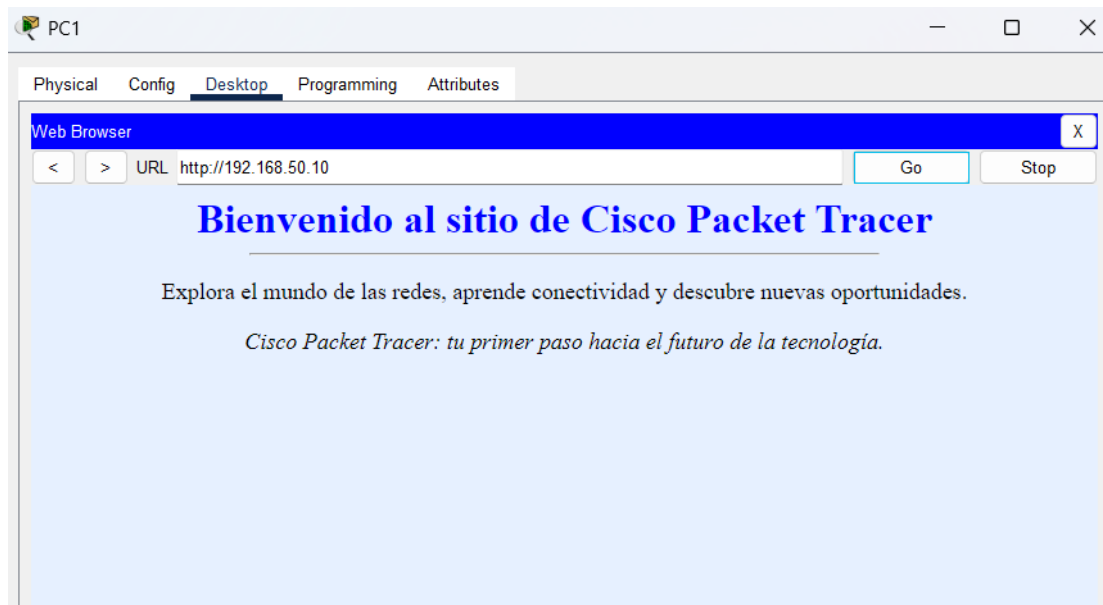 PC1
Physical Config Desktop Programming Attributes
Web Browser X
< > URL http://192.168.50.10 Go Stop
Bienvenido al sitio de Cisco Packet Tracer
Explora el mundo de las redes, aprende conectividad y descubre nuevas oportunidades.
Cisco Packet Tracer: tu primer paso hacia el futuro de la tecnología.